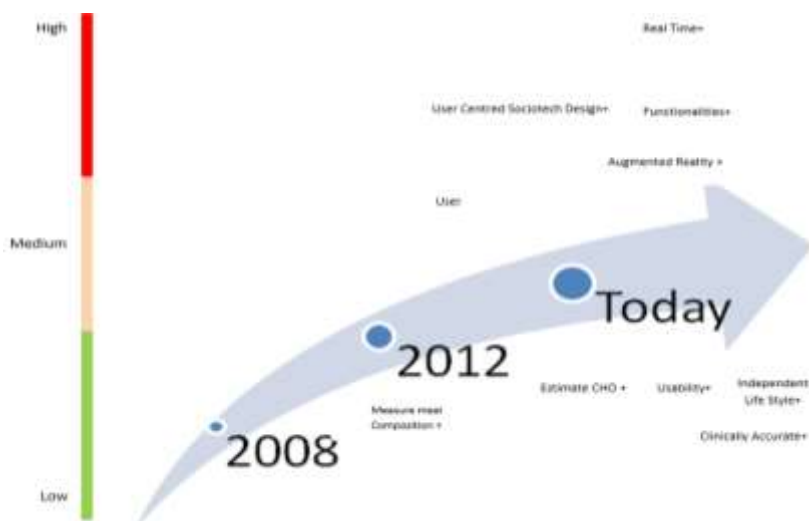 High
Real Time+
User Centred Sociotech Design+
Functionalities+
Augmented Reality +
User
Medium
Today
2012
Estimate CHO +
Usability+
Independent
Life Style+
Measure meal
Composition +
Clinically Accurate+
2008
Low